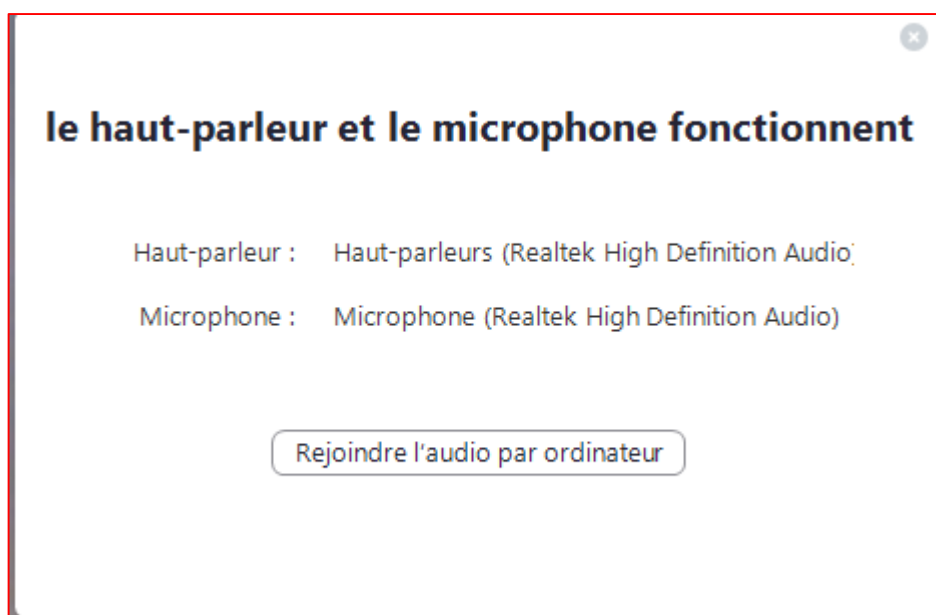 le haut-parleur et le microphone fonctionnent
Haut-parleur : Haut-parleurs (Realtek High Definition Audio)
Microphone : Microphone (Realtek High Definition Audio)
Rejoindre l'audio par ordinateur